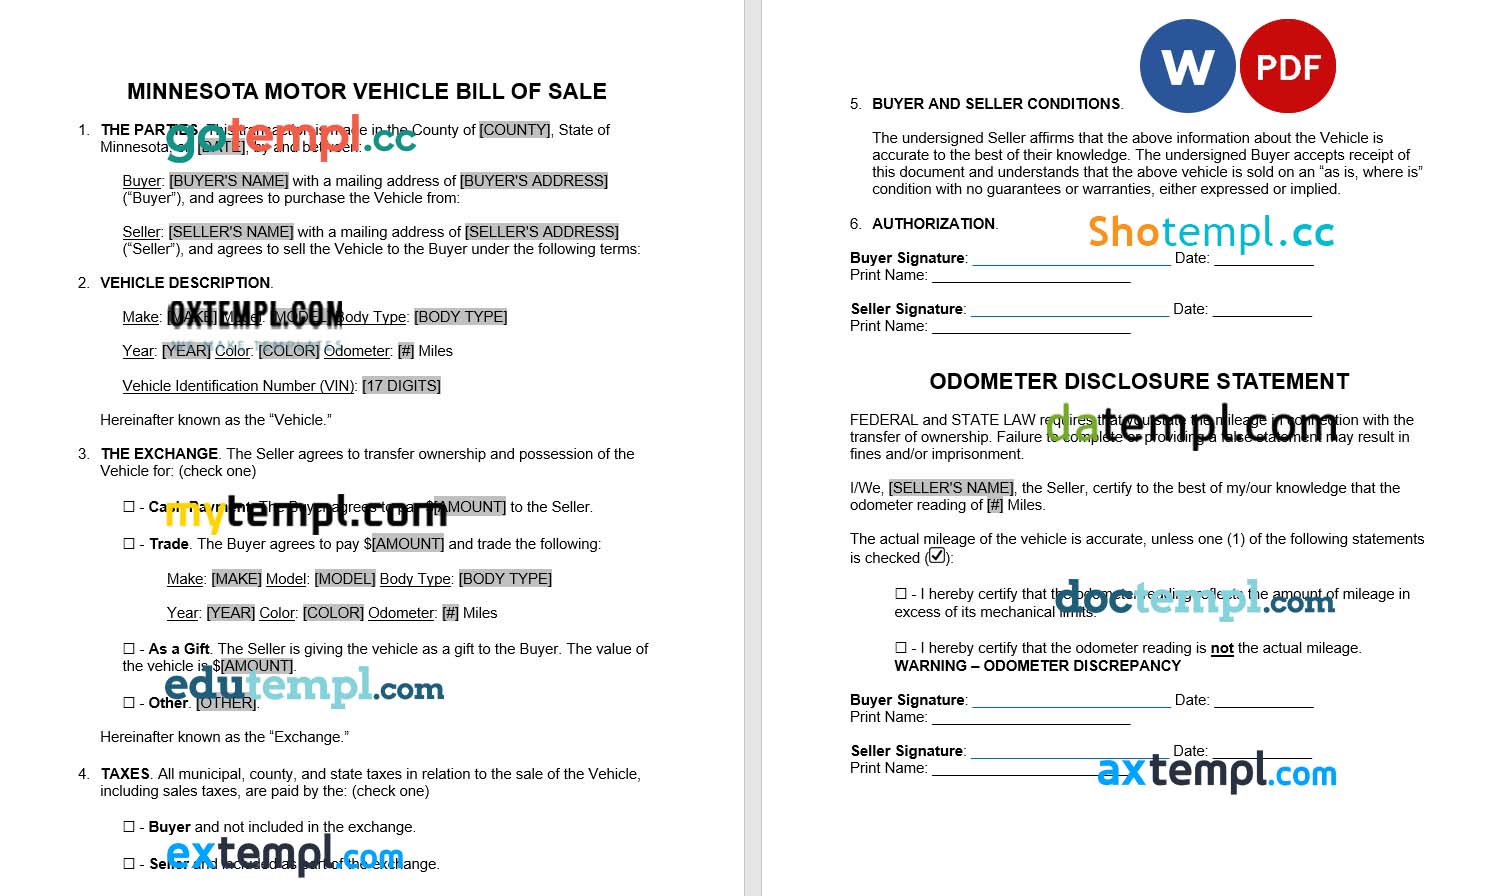 MINNESOTA MOTOR VEHICLE BILL OF SALE
1. THE PARTIES. This transaction is made in the County of [COUNTY], State of
gotempl.cc
Minnesota, on [DATE], by and between:
Buyer: [BUYER'S NAME] with a mailing address of [BUYER'S ADDRESS]
(“Buyer”), and agrees to purchase the Vehicle from:
Seller: [SELLER'S NAME] with a mailing address of [SELLER'S ADDRESS]
(“Seller”), and agrees to sell the Vehicle to the Buyer under the following terms:
2. VEHICLE DESCRIPTION.
OXTEMPL.COM
Make: [MAKE] Model: [MODEL] Body Type: [BODY TYPE]
WE MAKE TEMPLATES
Year: [YEAR] Color: [COLOR] Odometer: [#] Miles
Vehicle Identification Number (VIN): [17 DIGITS]
Hereinafter known as the “Vehicle.”
3. THE EXCHANGE. The Seller agrees to transfer ownership and possession of the
Vehicle for: (check one)
☐ - Cash Payment. The Buyer agrees to pay $[AMOUNT] to the Seller.
mytempl.com
☐ - Trade. The Buyer agrees to pay $[AMOUNT] and trade the following:
Make: [MAKE] Model: [MODEL] Body Type: [BODY TYPE]
Year: [YEAR] Color: [COLOR] Odometer: [#] Miles
☐ - As a Gift. The Seller is giving the vehicle as a gift to the Buyer. The value of
the vehicle is $[AMOUNT].
edutempl.com
☐ - Other. [OTHER].
Hereinafter known as the “Exchange.”
4. TAXES. All municipal, county, and state taxes in relation to the sale of the Vehicle,
including sales taxes, are paid by the: (check one)
☐ - Buyer and not included in the exchange.
extempl.com
☐ - Seller and included as part of the exchange.
W PDF
5. BUYER AND SELLER CONDITIONS.
The undersigned Seller affirms that the above information about the Vehicle is
accurate to the best of their knowledge. The undersigned Buyer accepts receipt of
this document and understands that the above vehicle is sold on an “as is, where is”
condition with no guarantees or warranties, either expressed or implied.
6. AUTHORIZATION.
Shotempl.cc
Buyer Signature: ________________________ Date: ____________
Print Name: ________________________
Seller Signature: ________________________ Date: ____________
Print Name: ________________________
ODOMETER DISCLOSURE STATEMENT
FEDERAL and STATE LAW requires that you state the mileage in connection with the
datempl.com
transfer of ownership. Failure to complete or providing a false statement may result in
fines and/or imprisonment.
I/We, [SELLER'S NAME], the Seller, certify to the best of my/our knowledge that the
odometer reading of [#] Miles.
The actual mileage of the vehicle is accurate, unless one (1) of the following statements
is checked (☑):
☐ - I hereby certify that the odometer reading reflects the amount of mileage in
doctempl.com
excess of its mechanical limits.
☐ - I hereby certify that the odometer reading is not the actual mileage.
WARNING – ODOMETER DISCREPANCY
Buyer Signature: ________________________ Date: ____________
Print Name: ________________________
Seller Signature: ________________________ Date: ____________
Print Name: ________________________
axtempl.com